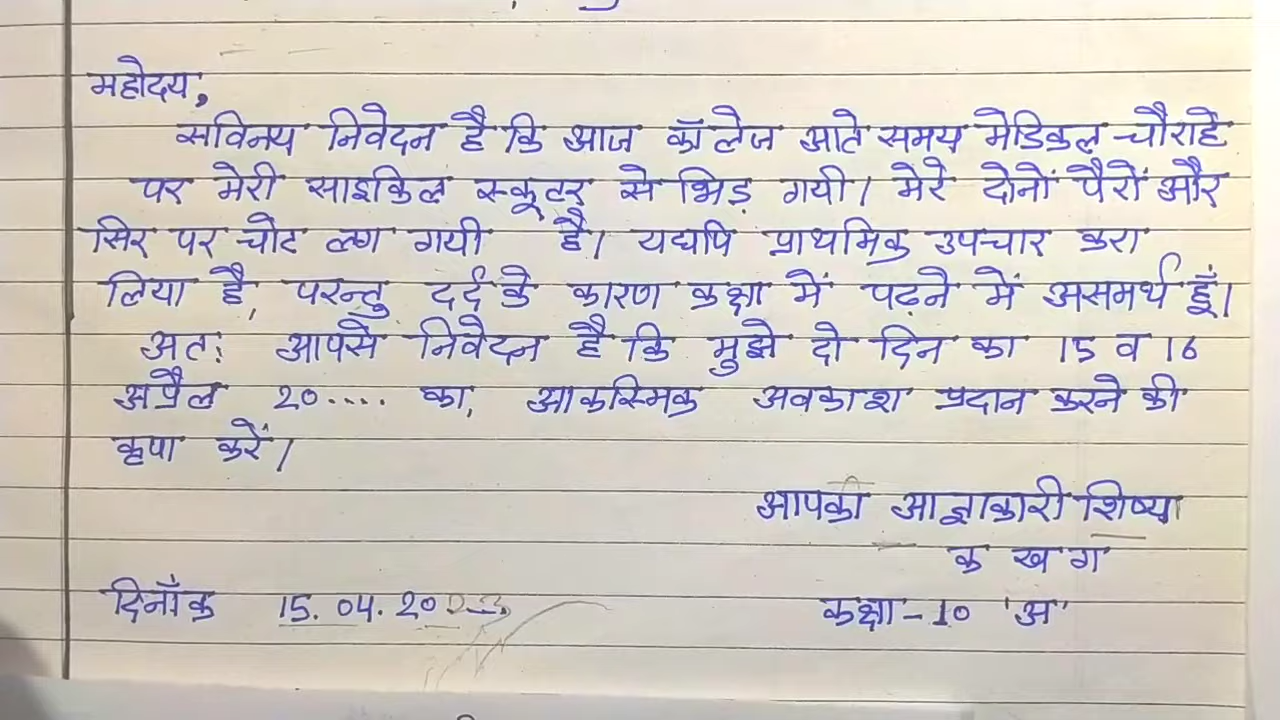 महोदय,
सविनय निवेदन है कि आज कॉलेज आते समय मेडिकल चौराहे
पर मेरी साइकिल स्कूटर से भिड़ गयी। मेरे दोनों पैरों और
सिर पर चोट लग गयी है। यद्यपि प्राथमिक उपचार करा
लिया है, परन्तु दर्द के कारण कक्षा में पढ़ने में असमर्थ हूँ।
अतः आपसे निवेदन है कि मुझे दो दिन का 15 व 16
अप्रैल 20.... का, आकस्मिक अवकाश प्रदान करने की
कृपा करें।
आपकी आज्ञाकारी शिष्या
क ख ग
दिनाँक 15.04.2023
कक्षा-10 'अ'